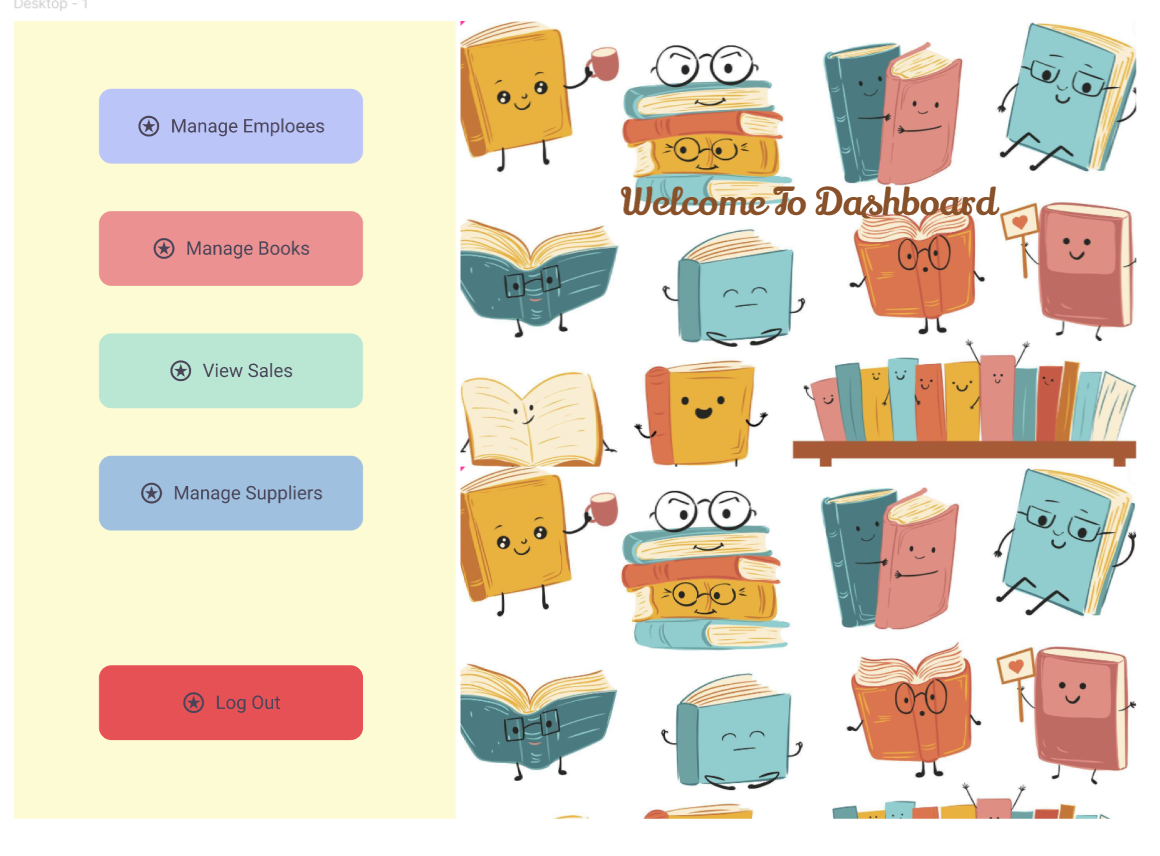 Desktop - 1
Manage Emploees
Manage Books
View Sales
Manage Suppliers
Log Out
Welcome To Dashboard